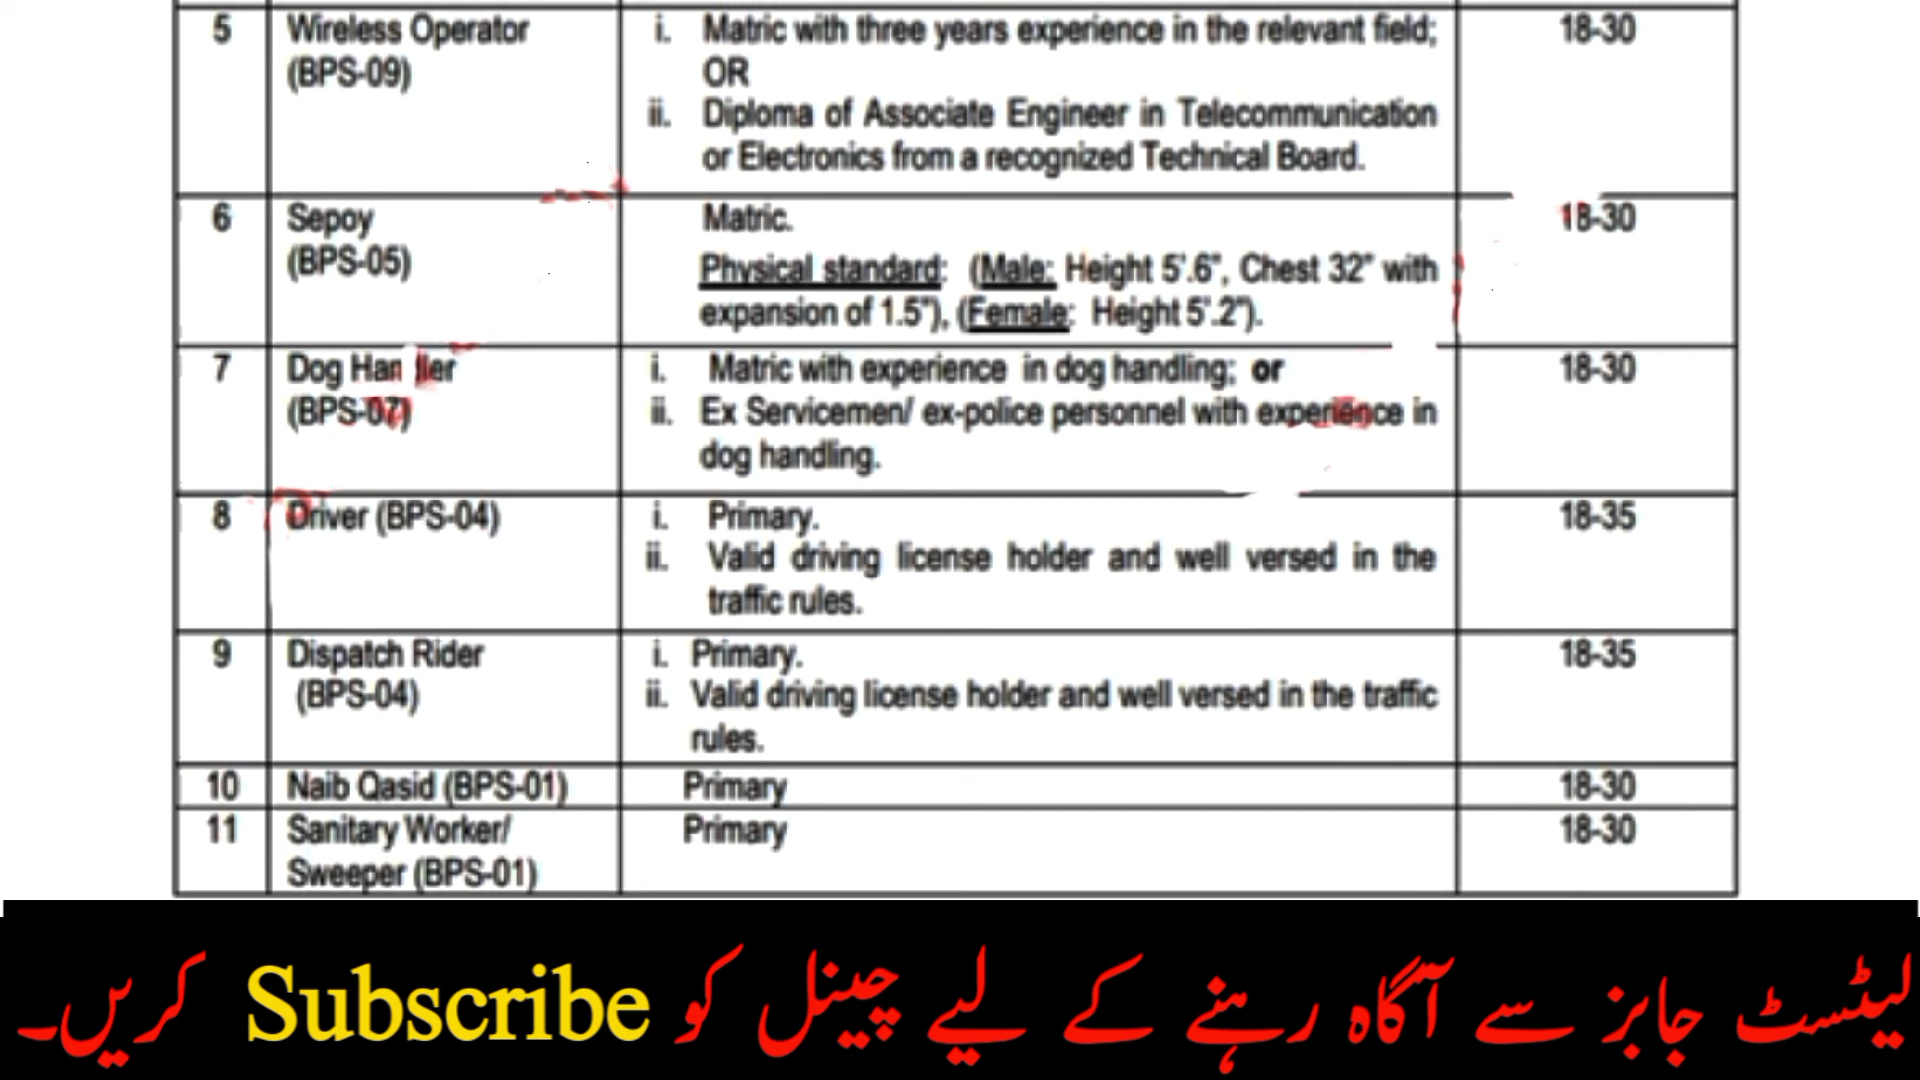 5 Wireless Operator i. Matric with three years experience in the relevant field; 18-30
(BPS-09) OR
ii. Diploma of Associate Engineer in Telecommunication
or Electronics from a recognized Technical Board.
6 Sepoy Matric. 18-30
(BPS-05)
Physical standard: (Male: Height 5'.6", Chest 32" with
expansion of 1.5"), (Female: Height 5'.2").
7 Dog Handler i. Matric with experience in dog handling; or 18-30
(BPS-07) ii. Ex Servicemen/ ex-police personnel with experience in
dog handling.
8 Driver (BPS-04) i. Primary. 18-35
ii. Valid driving license holder and well versed in the
traffic rules.
9 Dispatch Rider i. Primary. 18-35
(BPS-04) ii. Valid driving license holder and well versed in the traffic
rules.
10 Naib Qasid (BPS-01) Primary 18-30
11 Sanitary Worker/ Primary 18-30
Sweeper (BPS-01)
لیٹسٹ جابز سے آگاہ رہنے کے لیے چینل کو Subscribe کریں۔